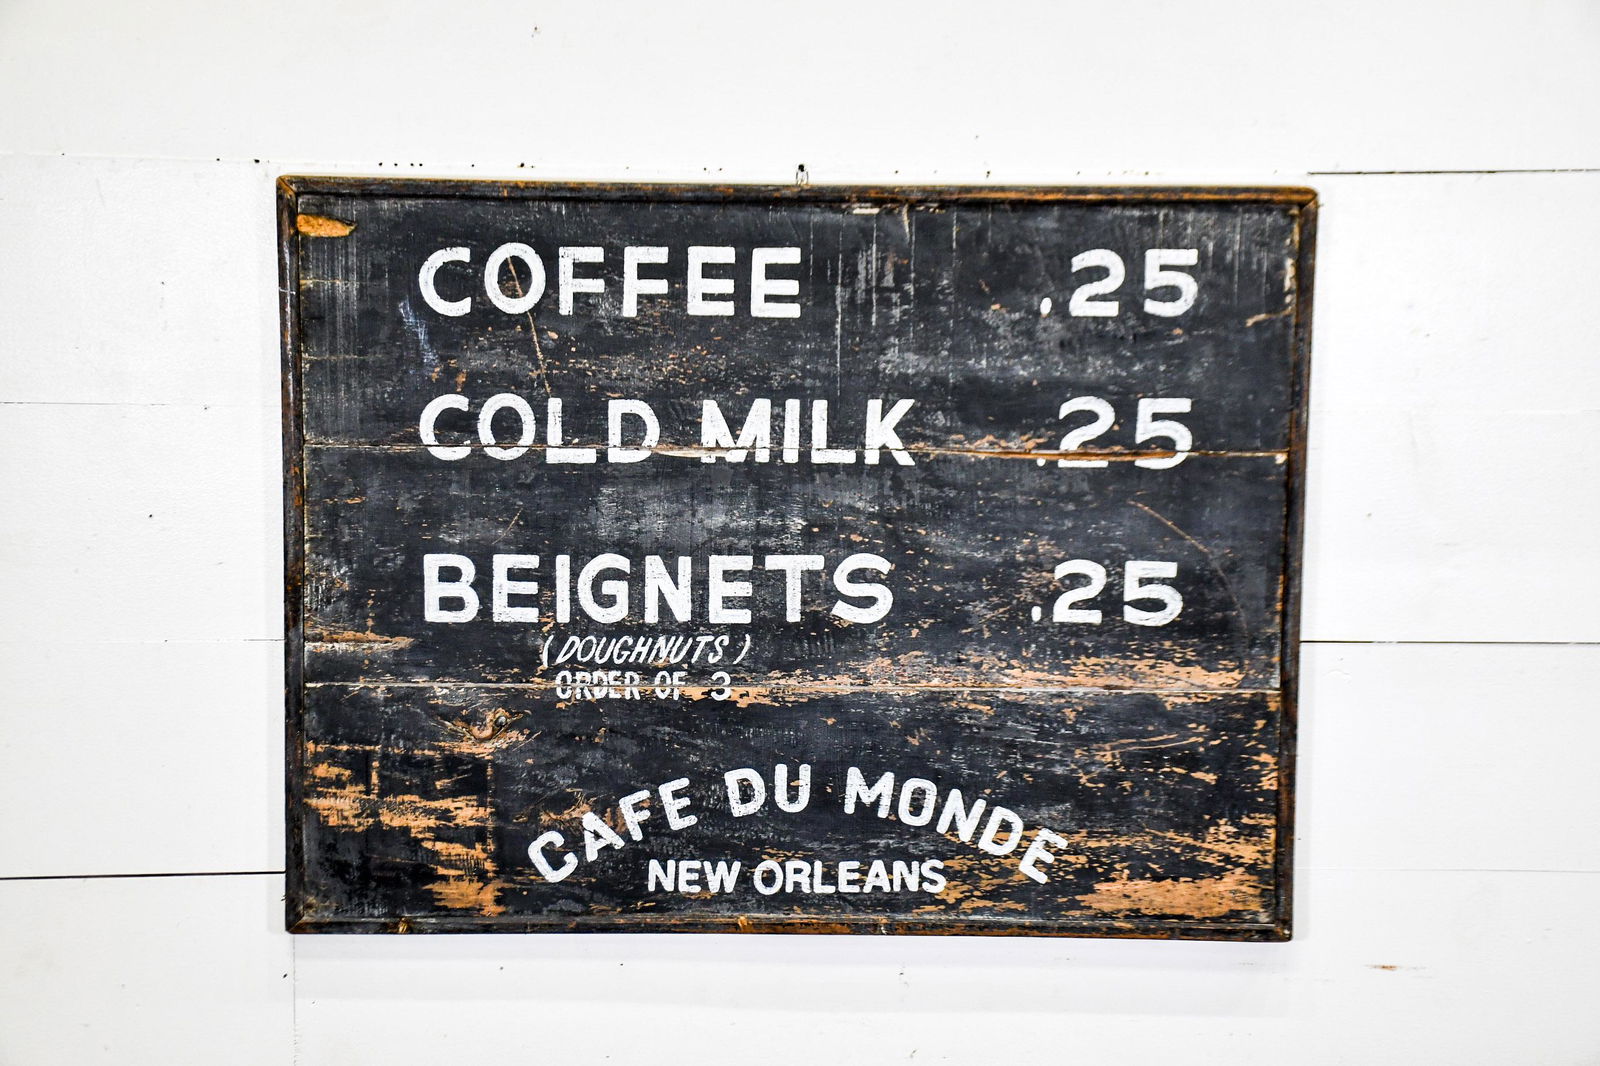 COFFEE .25
COLD MILK .25
BEIGNETS .25
(DOUGHNUTS)
ORDER OF 3
CAFE DU MONDE
NEW ORLEANS